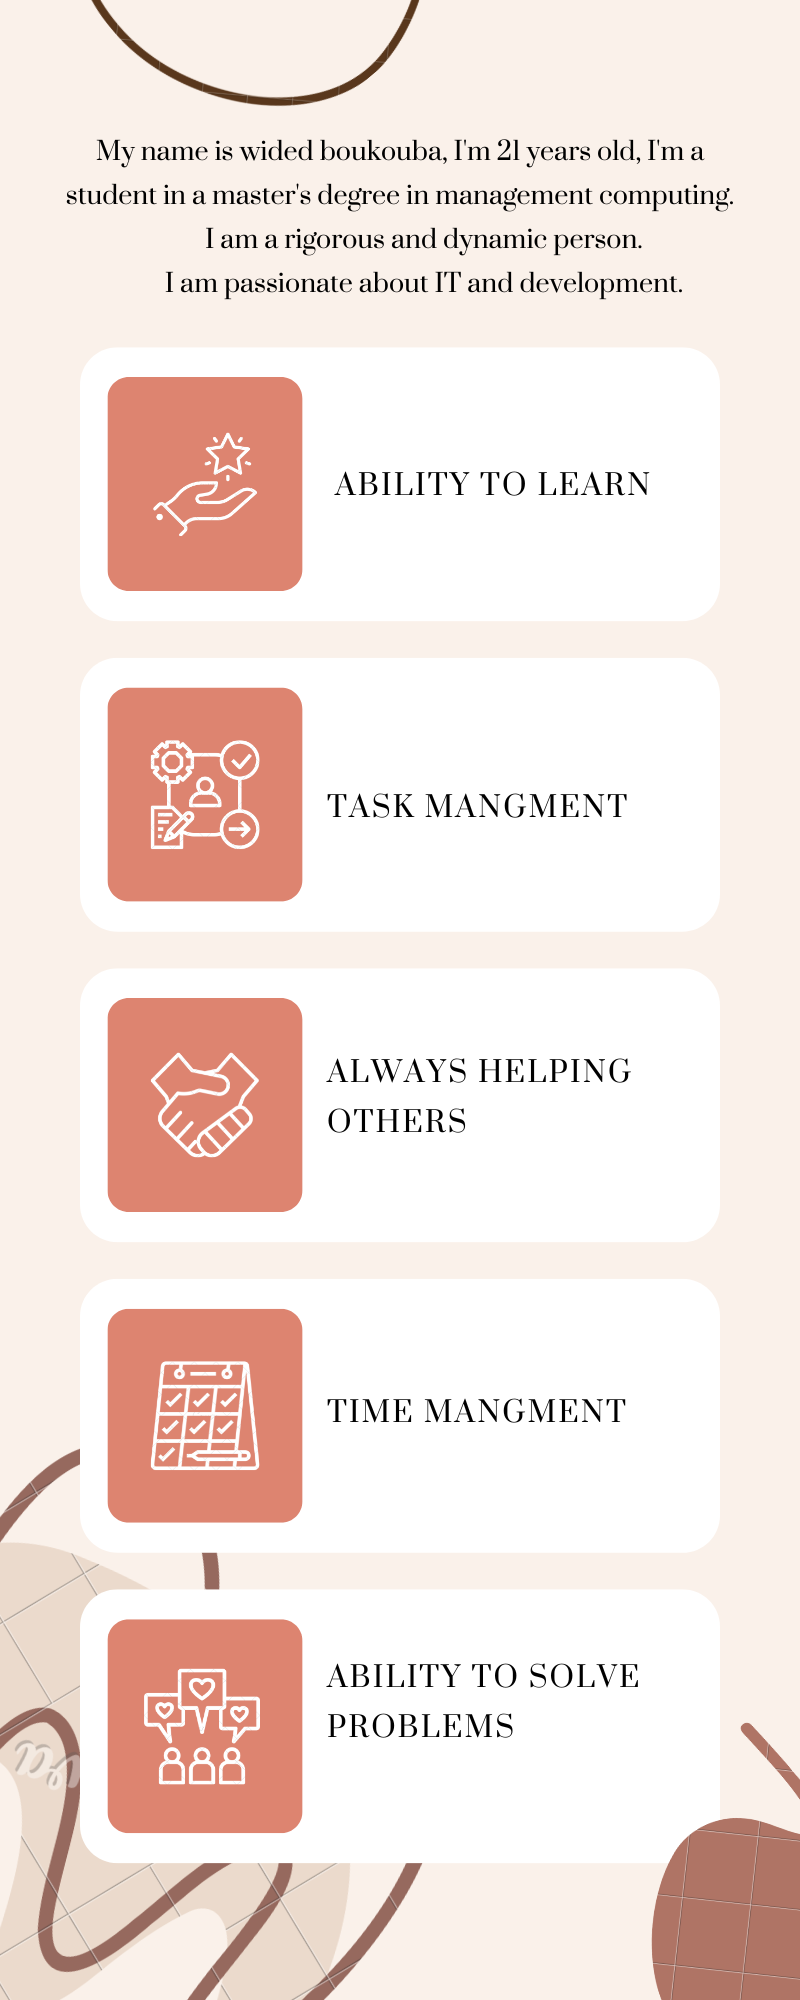 My name is wided boukouba, I'm 21 years old, I'm a
student in a master's degree in management computing.
I am a rigorous and dynamic person.
I am passionate about IT and development.
ABILITY TO LEARN
TASK MANGMENT
ALWAYS HELPING
OTHERS
TIME MANGMENT
ABILITY TO SOLVE
PROBLEMS